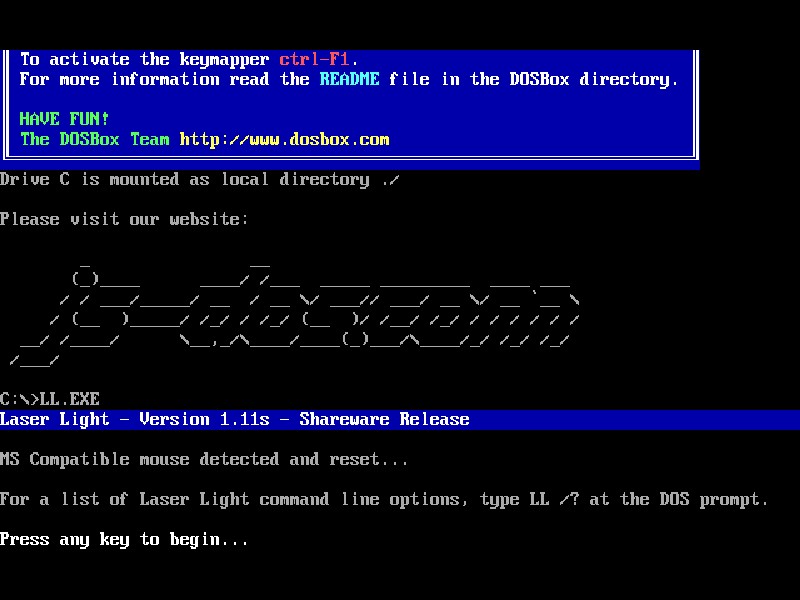 To activate the keymapper ctrl-F1.
For more information read the README file in the DOSBox directory.
HAVE FUN!
The DOSBox Team http://www.dosbox.com
Drive C is mounted as local directory ./
Please visit our website:
js-dos.com
C:\>LL.EXE
Laser Light - Version 1.11s - Shareware Release
MS Compatible mouse detected and reset...
For a list of Laser Light command line options, type LL /? at the DOS prompt.
Press any key to begin...